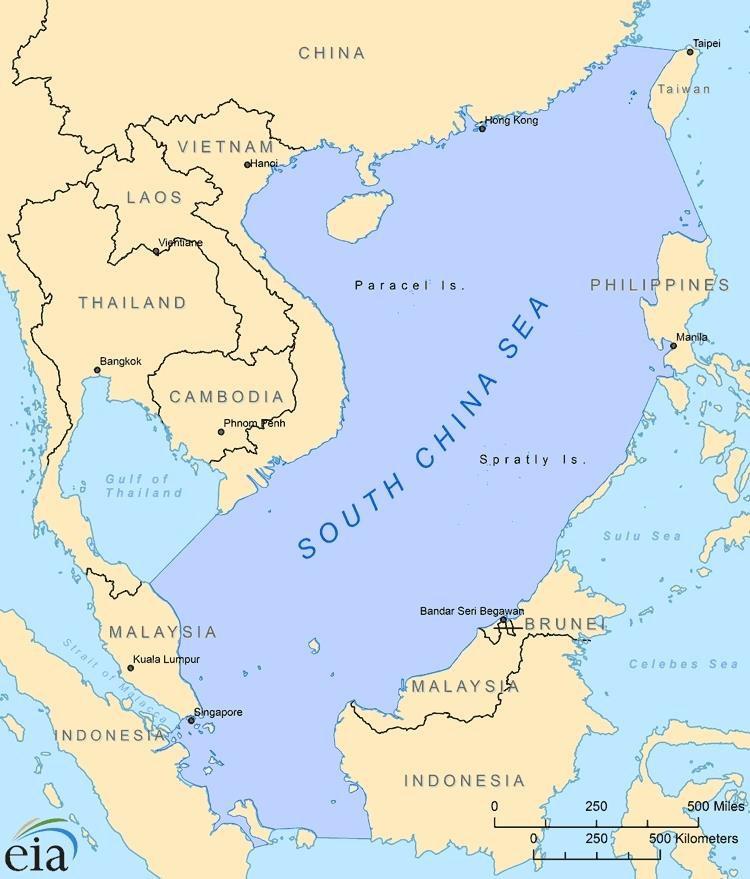 Taipei
CHINA
Taiwan
Hong Kong
VIETNAM
Hanoi
LAOS
Vientiane
Paracel Is.
PHILIPPINES
THAILAND
SOUTH CHINA SEA
Manila
Bangkok
CAMBODIA
Phnom Penh
Spratly Is.
Gulf of
Thailand
Sulu Sea
Bandar Seri Begawan
BRUNEI
MALAYSIA
Kuala Lumpur
Strait of Malacca
Celebes Sea
MALAYSIA
Singapore
INDONESIA
INDONESIA
0 250 500 Miles
0 250 500 Kilometers
eia